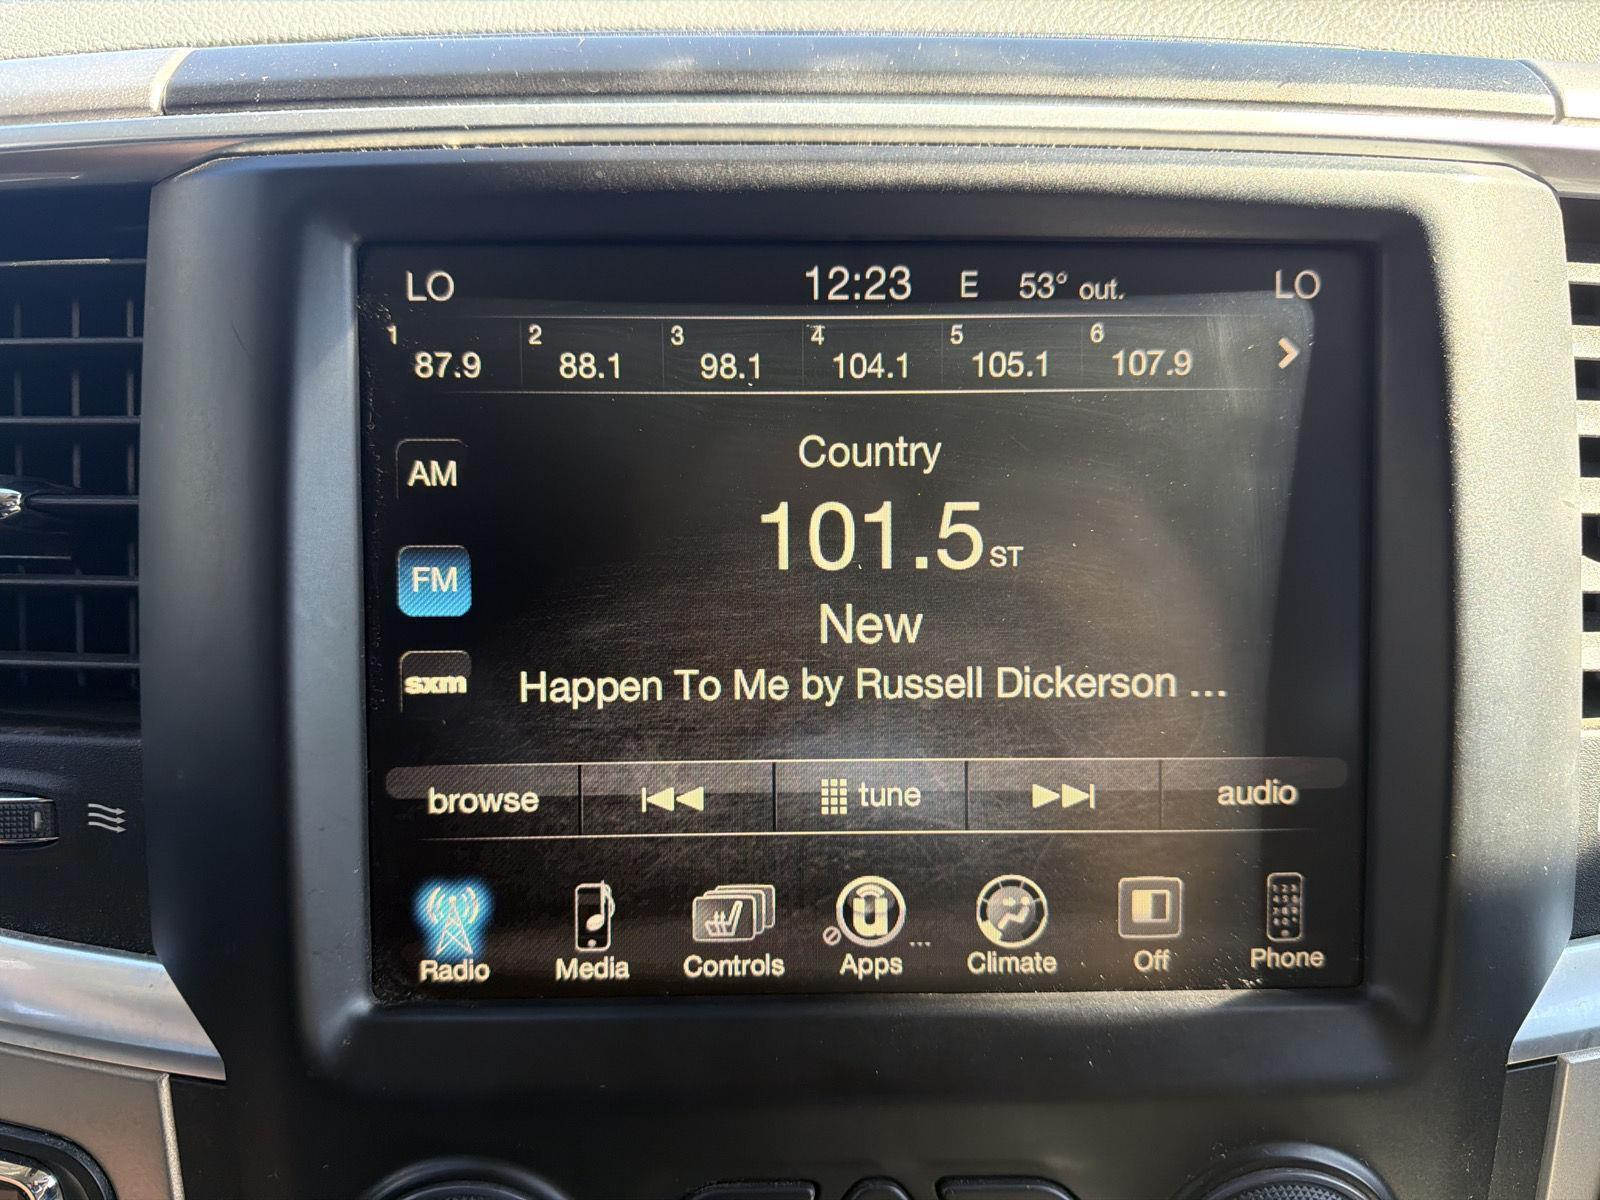 LO 12:23 E 53° out. LO
1 87.9 2 88.1 3 98.1 4 104.1 5 105.1 6 107.9
Country
AM
101.5 ST
FM
New
sxm
Happen To Me by Russell Dickerson ...
browse tune audio
Radio Media Controls Apps ... Climate Off Phone